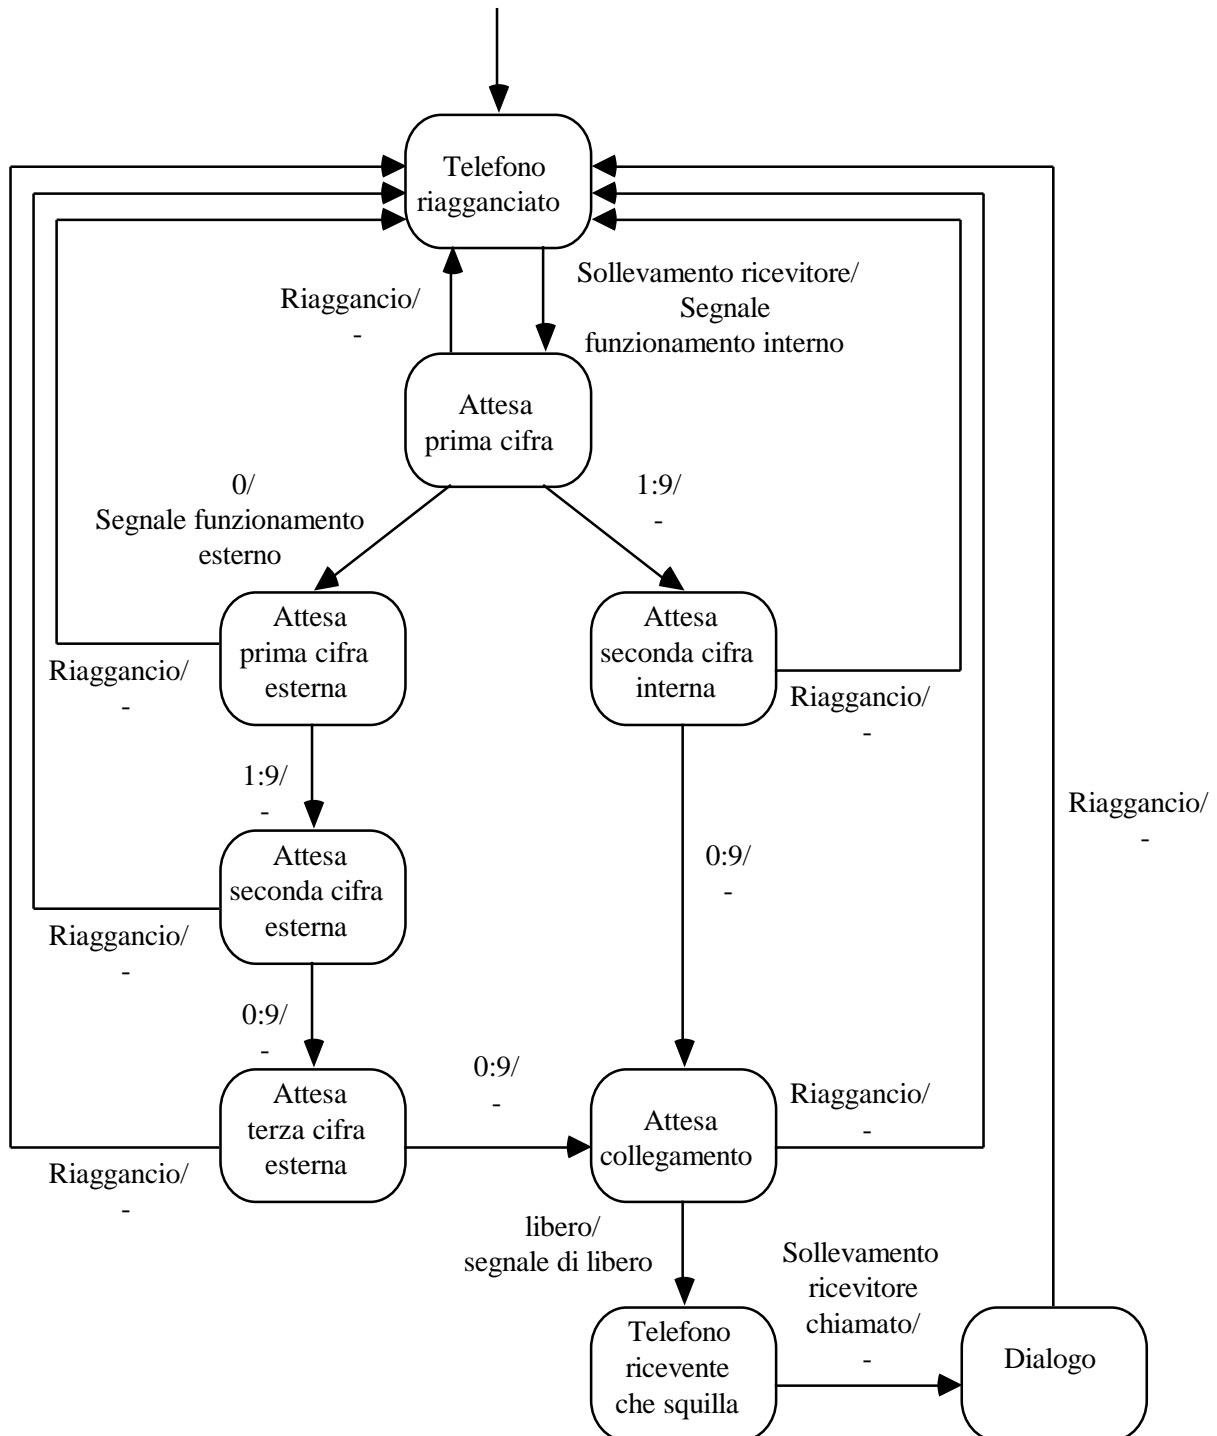 Telefono
riagganciato
Riaggancio/
-
Sollevamento ricevitore/
Segnale
funzionamento interno
Attesa
prima cifra
0/
Segnale funzionamento
esterno
1:9/
-
Attesa
prima cifra
esterna
Attesa
seconda cifra
interna
Riaggancio/
-
Riaggancio/
-
1:9/
-
Riaggancio/
-
Attesa
seconda cifra
esterna
0:9/
-
Riaggancio/
-
0:9/
-
Attesa
terza cifra
esterna
0:9/
-
Attesa
collegamento
Riaggancio/
-
Riaggancio/
-
libero/
segnale di libero
Sollevamento
ricevitore
chiamato/
-
Telefono
ricevente
che squilla
Dialogo